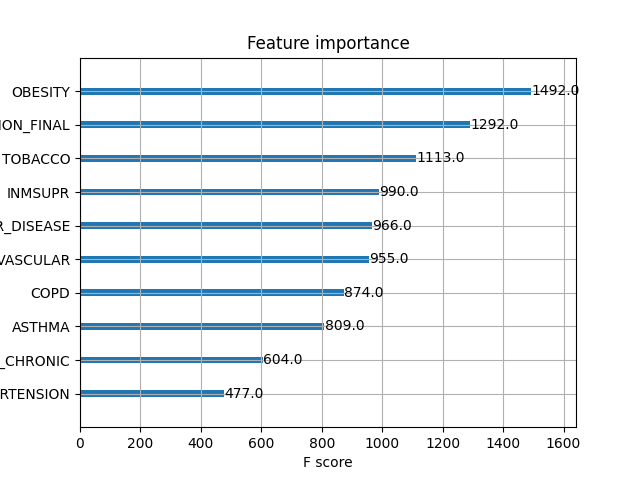 Feature importance
OBESITY 1492.0
ION_FINAL 1292.0
TOBACCO 1113.0
INMSUPR 990.0
R_DISEASE 966.0
VASCULAR 955.0
COPD 874.0
ASTHMA 809.0
_CHRONIC 604.0
RTENSION 477.0
0 200 400 600 800 1000 1200 1400 1600
F score